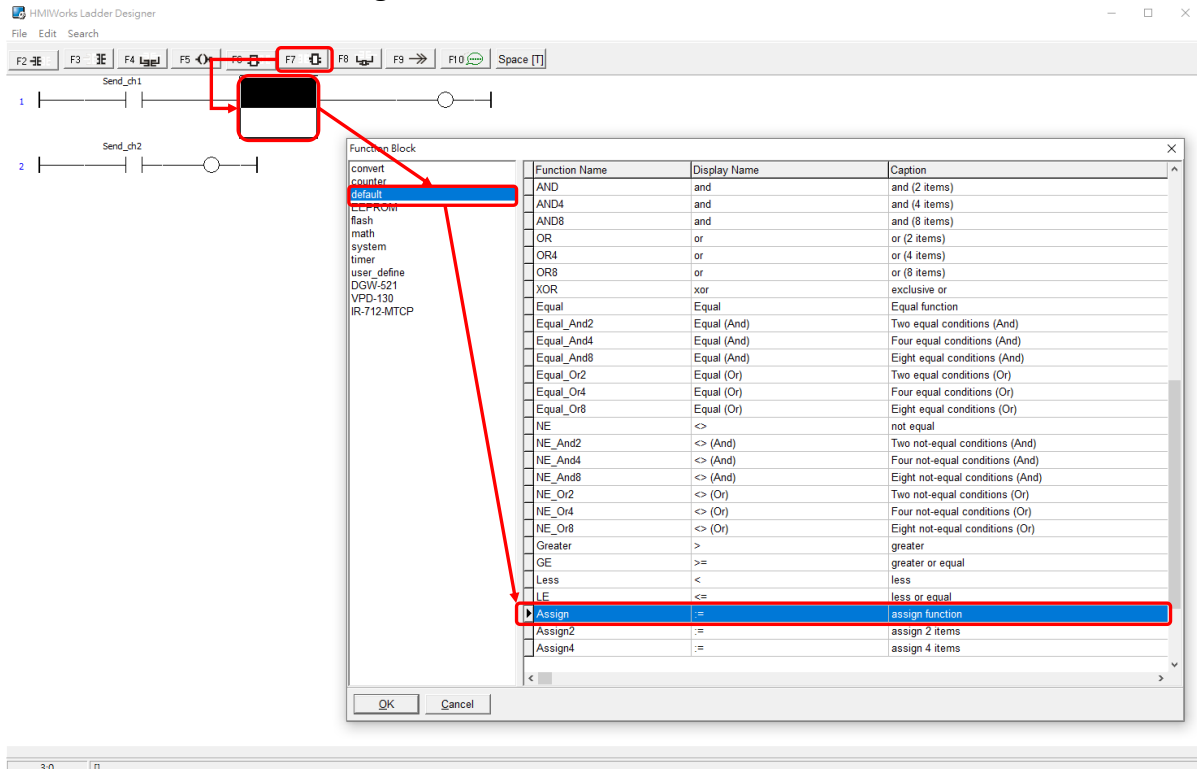 HMIWorks Ladder Designer
File Edit Search
F2 F3 F4 F5 F6 F7 F8 F9 F10 Space [T]
Send_ch1
1
Send_ch2
2
Function Block
convert
counter
default
EEPROM
flash
math
system
timer
user_define
DGW-521
VPD-130
IR-712-MTCP
Function Name Display Name Caption
AND and and (2 items)
AND4 and and (4 items)
AND8 and and (8 items)
OR or or (2 items)
OR4 or or (4 items)
OR8 or or (8 items)
XOR xor exclusive or
Equal Equal Equal function
Equal_And2 Equal (And) Two equal conditions (And)
Equal_And4 Equal (And) Four equal conditions (And)
Equal_And8 Equal (And) Eight equal conditions (And)
Equal_Or2 Equal (Or) Two equal conditions (Or)
Equal_Or4 Equal (Or) Four equal conditions (Or)
Equal_Or8 Equal (Or) Eight equal conditions (Or)
NE <> not equal
NE_And2 <> (And) Two not-equal conditions (And)
NE_And4 <> (And) Four not-equal conditions (And)
NE_And8 <> (And) Eight not-equal conditions (And)
NE_Or2 <> (Or) Two not-equal conditions (Or)
NE_Or4 <> (Or) Four not-equal conditions (Or)
NE_Or8 <> (Or) Eight not-equal conditions (Or)
Greater > greater
GE >= greater or equal
Less < less
LE <= less or equal
Assign := assign function
Assign2 := assign 2 items
Assign4 := assign 4 items
OK Cancel
3:0